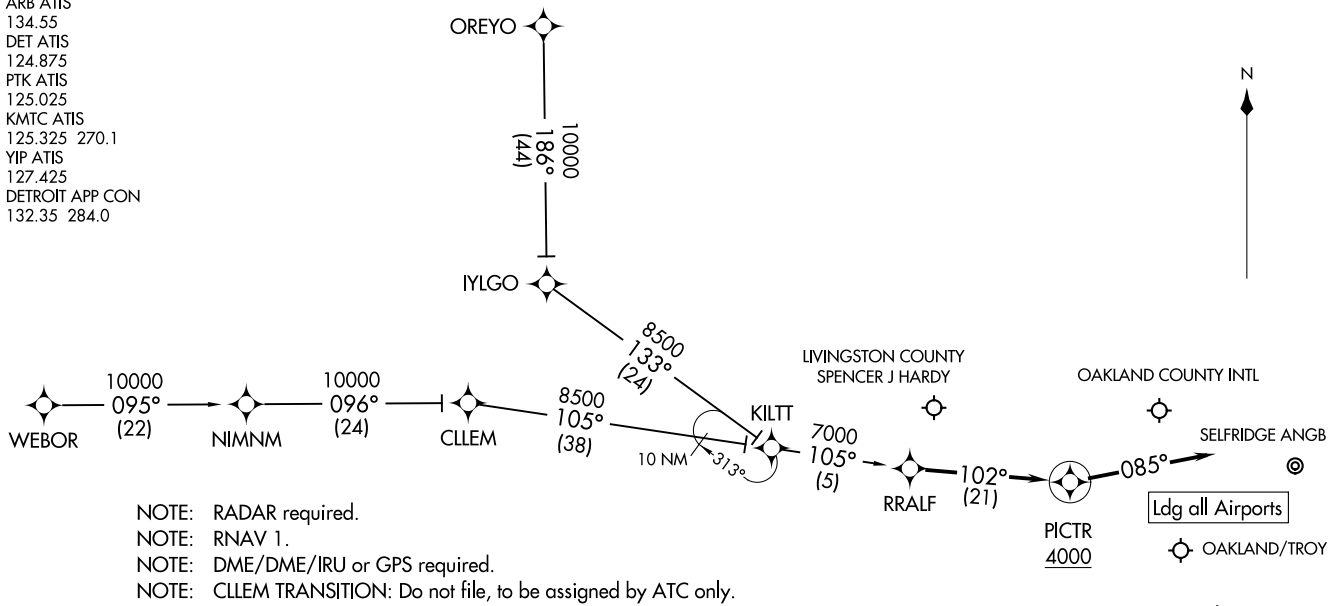 ARB ATIS
134.55
DET ATIS
124.875
PTK ATIS
125.025
KMTC ATIS
125.325 270.1
YIP ATIS
127.425
DETROIT APP CON
132.35 284.0
OREYO
N
10000
186°
(44)
IYLGO
8500
133°
(24)
LIVINGSTON COUNTY
SPENCER J HARDY
OAKLAND COUNTY INTL
10000
095°
(22)
10000
096°
(24)
8500
105°
(38)
KILTT
7000
105°
(5)
SELFRIDGE ANGB
WEBOR
NIMNM
CLLEM
10 NM
313°
RRALF
102°
(21)
085°
PICTR
4000
Ldg all Airports
OAKLAND/TROY
NOTE: RADAR required.
NOTE: RNAV 1.
NOTE: DME/DME/IRU or GPS required.
NOTE: CLLEM TRANSITION: Do not file, to be assigned by ATC only.